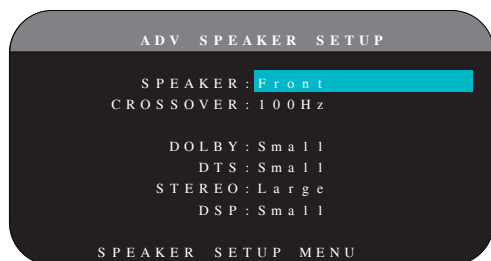 ADV SPEAKER SETUP
SPEAKER: Front
CROSSOVER: 100Hz
DOLBY: Small
DTS: Small
STEREO: Large
DSP: Small
SPEAKER SETUP MENU